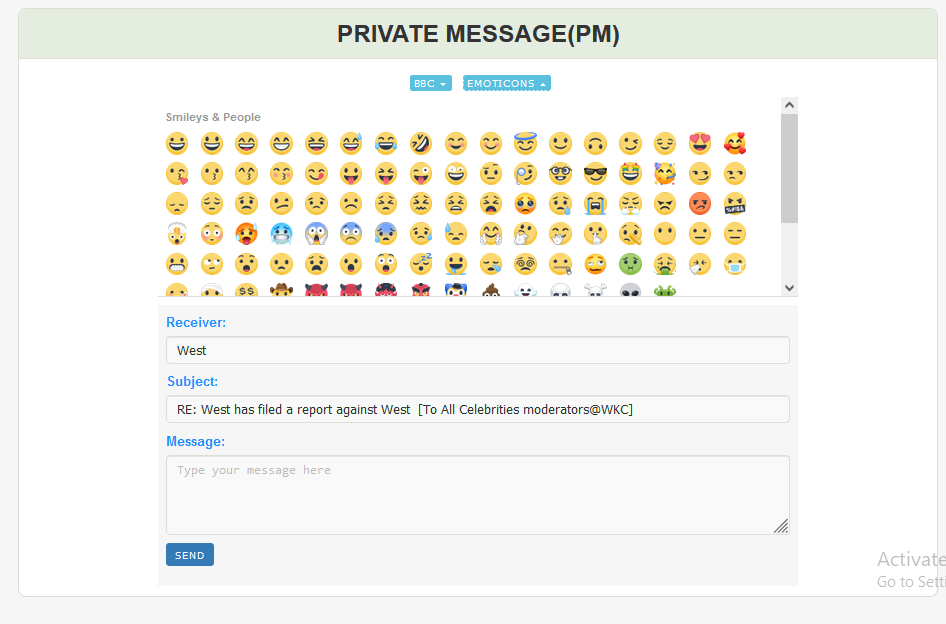 PRIVATE MESSAGE(PM)
BBC EMOTICONS
Smileys & People
Receiver:
West
Subject:
RE: West has filed a report against West [To All Celebrities moderators@WKC]
Message:
Type your message here
SEND
Activate
Go to Setti